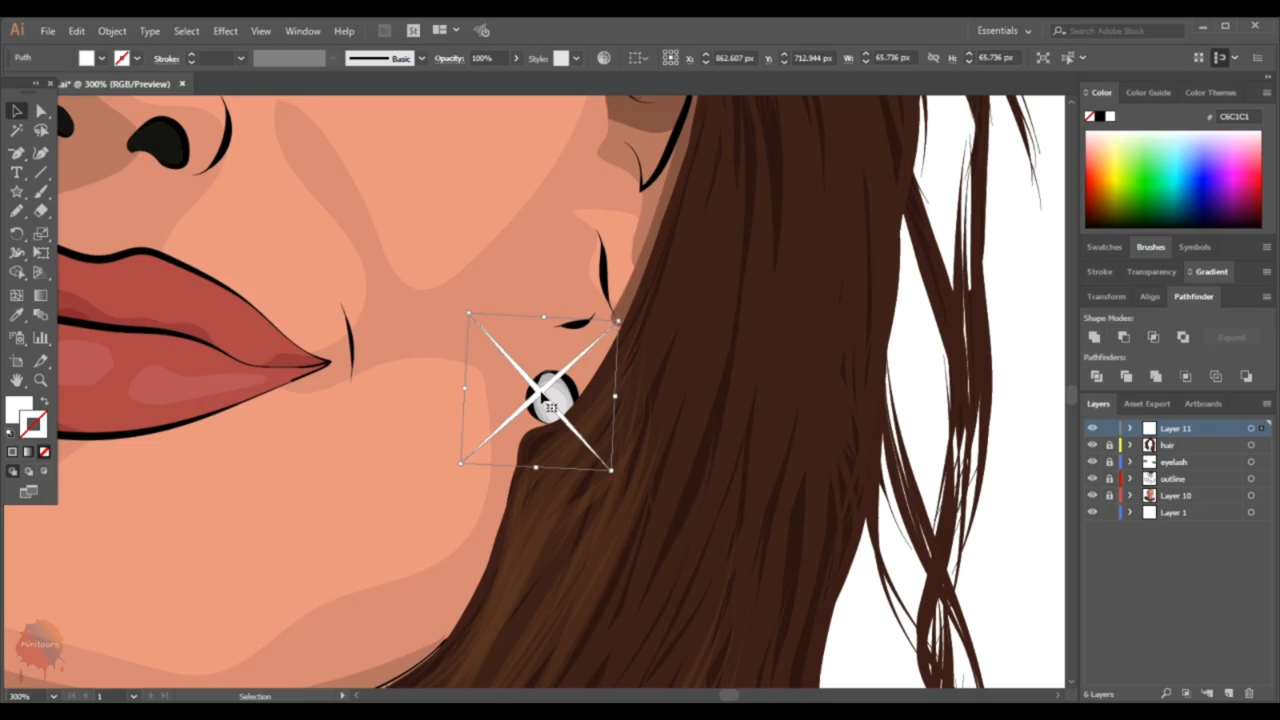 Ai File Edit Object Type Select Effect View Window Help Br St Essentials Search Adobe Stock
Path Stroke: Basic Opacity: 100% Style: X: 862.607 px Y: 712.944 px W: 65.736 px H: 65.736 px
.ai* @ 300% (RGB/Preview)
Color Color Guide Color Themes
# C6C1C1
Swatches Brushes Symbols
Stroke Transparency Gradient
Transform Align Pathfinder
Shape Modes:
Expand
Pathfinders:
Layers Asset Export Artboards
Layer 11
hair
eyelash
outline
Layer 10
Layer 1
minitoons
300% 1 Selection 6 Layers